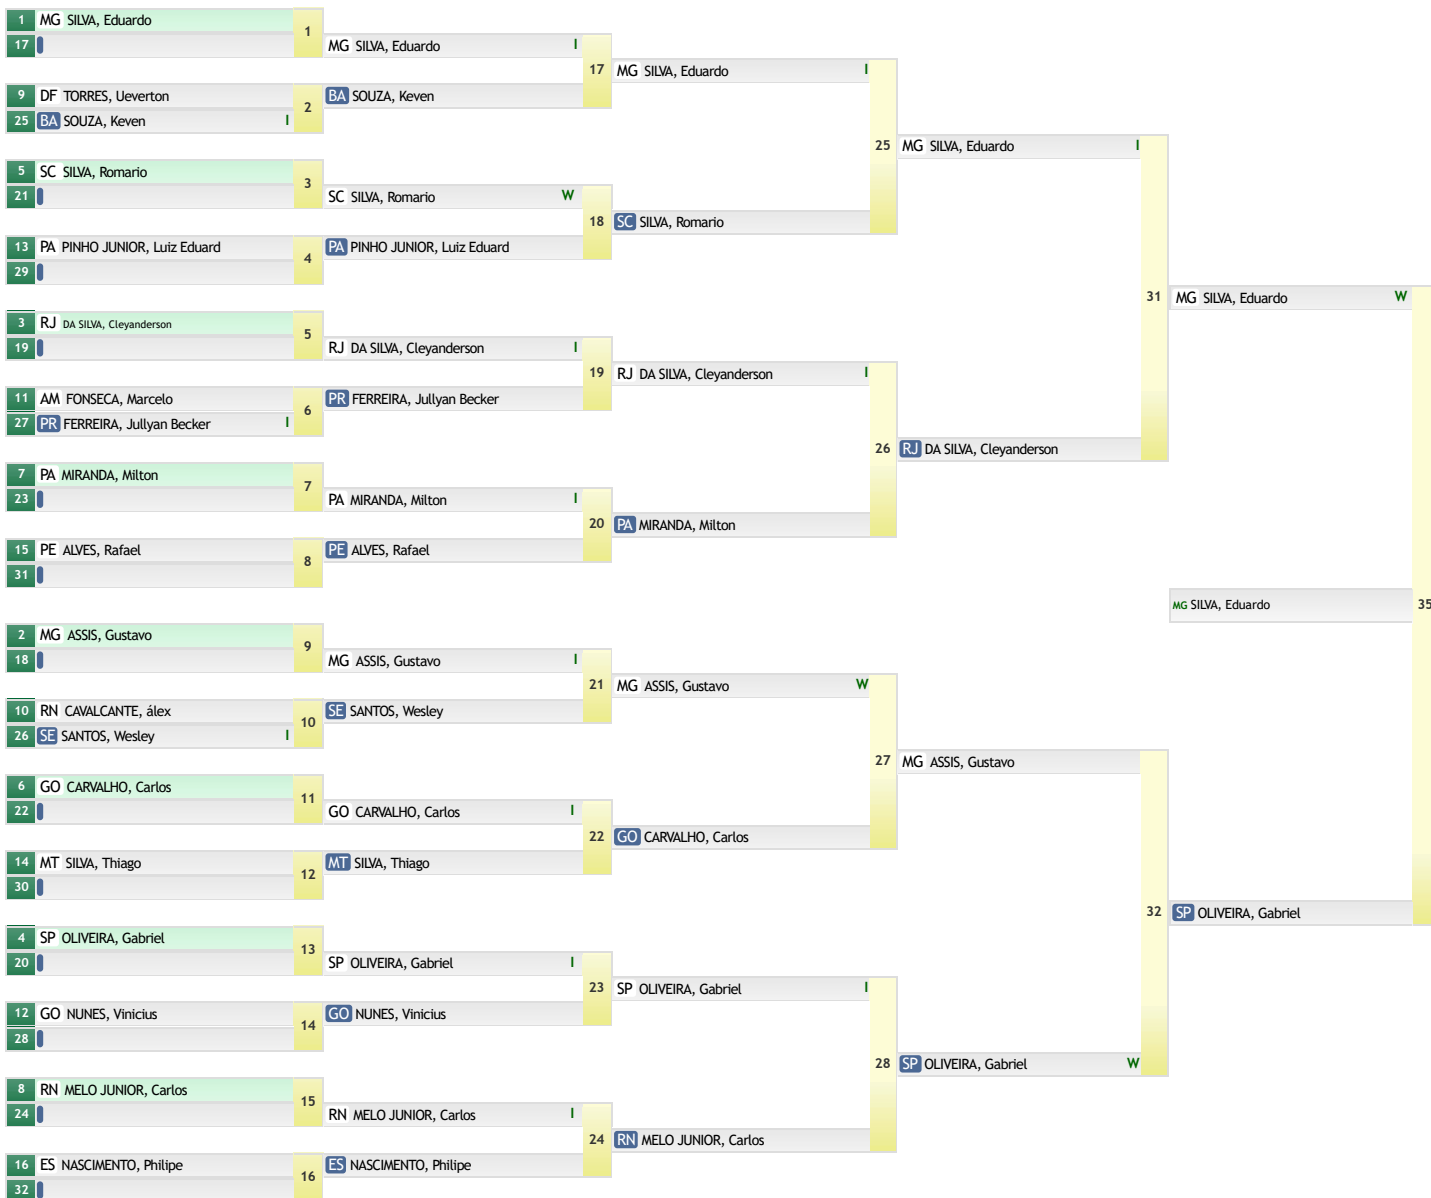 1 MG SILVA, Eduardo
17
1
9 DF TORRES, Ueverton
25 BA SOUZA, Keven I
2
5 SC SILVA, Romario
21
3
13 PA PINHO JUNIOR, Luiz Eduard
29
4
3 RJ DA SILVA, Cleyanderson
19
5
11 AM FONSECA, Marcelo
27 PR FERREIRA, Jullyan Becker I
6
7 PA MIRANDA, Milton
23
7
15 PE ALVES, Rafael
31
8
2 MG ASSIS, Gustavo
18
9
10 RN CAVALCANTE, álex
26 SE SANTOS, Wesley I
10
6 GO CARVALHO, Carlos
22
11
14 MT SILVA, Thiago
30
12
4 SP OLIVEIRA, Gabriel
20
13
12 GO NUNES, Vinicius
28
14
8 RN MELO JUNIOR, Carlos
24
15
16 ES NASCIMENTO, Philipe
32
16
MG SILVA, Eduardo I
BA SOUZA, Keven
17
SC SILVA, Romario W
PA PINHO JUNIOR, Luiz Eduard
18
RJ DA SILVA, Cleyanderson I
PR FERREIRA, Jullyan Becker
19
PA MIRANDA, Milton I
PE ALVES, Rafael
20
MG ASSIS, Gustavo I
SE SANTOS, Wesley
21
GO CARVALHO, Carlos I
MT SILVA, Thiago
22
SP OLIVEIRA, Gabriel I
GO NUNES, Vinicius
23
RN MELO JUNIOR, Carlos I
ES NASCIMENTO, Philipe
24
MG SILVA, Eduardo I
SC SILVA, Romario
25
RJ DA SILVA, Cleyanderson I
PA MIRANDA, Milton
26
MG ASSIS, Gustavo W
GO CARVALHO, Carlos
27
SP OLIVEIRA, Gabriel I
RN MELO JUNIOR, Carlos
28
MG SILVA, Eduardo I
RJ DA SILVA, Cleyanderson
31
MG ASSIS, Gustavo
SP OLIVEIRA, Gabriel W
32
MG SILVA, Eduardo W
MG SILVA, Eduardo
35
SP OLIVEIRA, Gabriel